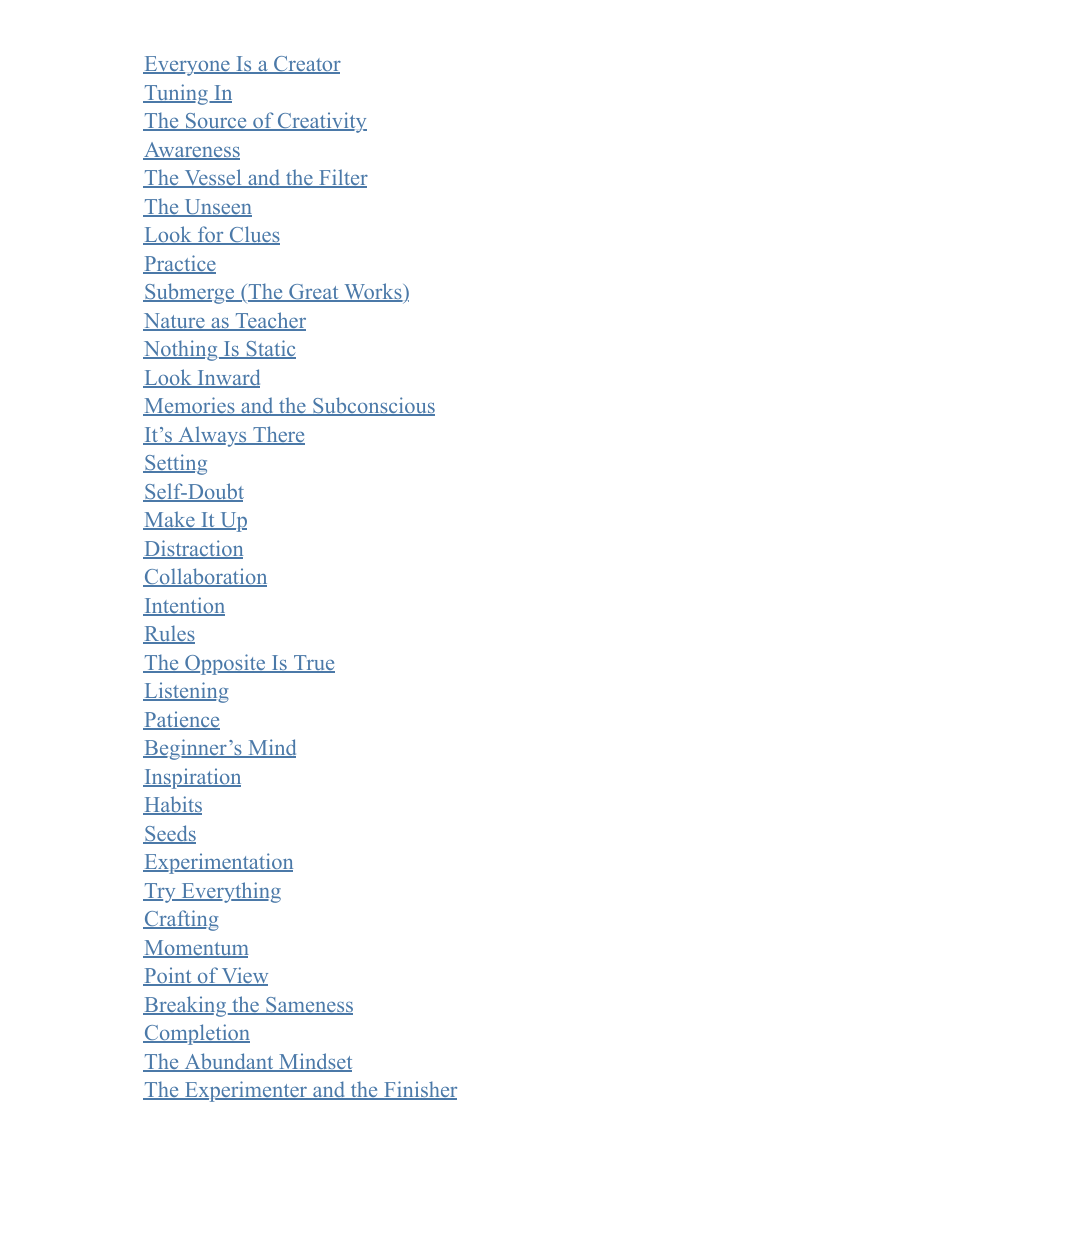 Everyone Is a Creator
Tuning In
The Source of Creativity
Awareness
The Vessel and the Filter
The Unseen
Look for Clues
Practice
Submerge (The Great Works)
Nature as Teacher
Nothing Is Static
Look Inward
Memories and the Subconscious
It’s Always There
Setting
Self-Doubt
Make It Up
Distraction
Collaboration
Intention
Rules
The Opposite Is True
Listening
Patience
Beginner’s Mind
Inspiration
Habits
Seeds
Experimentation
Try Everything
Crafting
Momentum
Point of View
Breaking the Sameness
Completion
The Abundant Mindset
The Experimenter and the Finisher